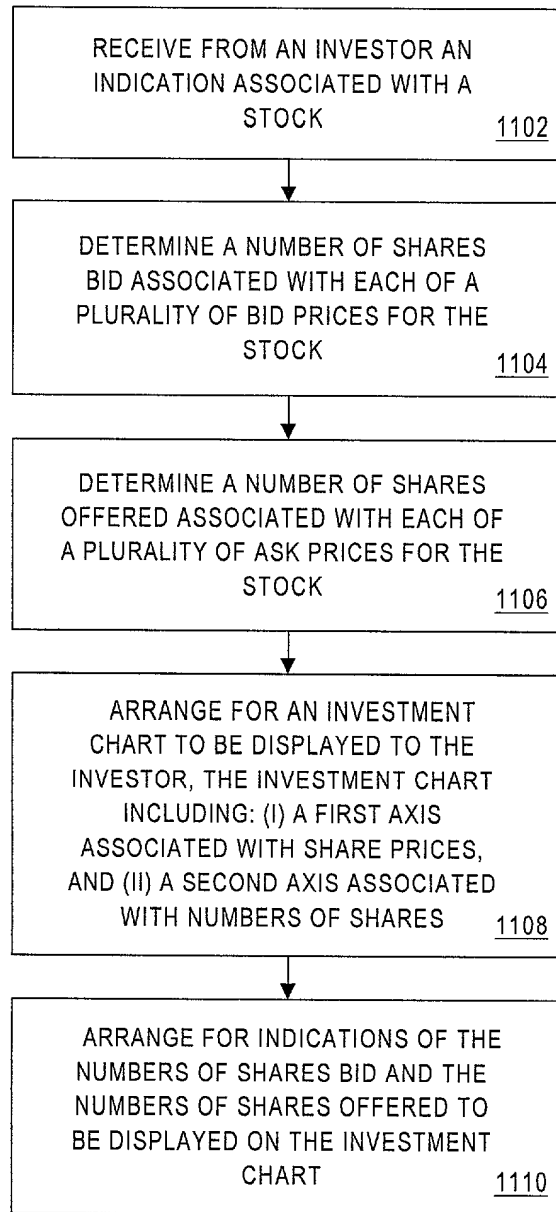 RECEIVE FROM AN INVESTOR AN
INDICATION ASSOCIATED WITH A
STOCK
1102
DETERMINE A NUMBER OF SHARES
BID ASSOCIATED WITH EACH OF A
PLURALITY OF BID PRICES FOR THE
STOCK
1104
DETERMINE A NUMBER OF SHARES
OFFERED ASSOCIATED WITH EACH OF
A PLURALITY OF ASK PRICES FOR THE
STOCK
1106
ARRANGE FOR AN INVESTMENT
CHART TO BE DISPLAYED TO THE
INVESTOR, THE INVESTMENT CHART
INCLUDING: (I) A FIRST AXIS
ASSOCIATED WITH SHARE PRICES,
AND (II) A SECOND AXIS ASSOCIATED
WITH NUMBERS OF SHARES
1108
ARRANGE FOR INDICATIONS OF THE
NUMBERS OF SHARES BID AND THE
NUMBERS OF SHARES OFFERED TO
BE DISPLAYED ON THE INVESTMENT
CHART
1110